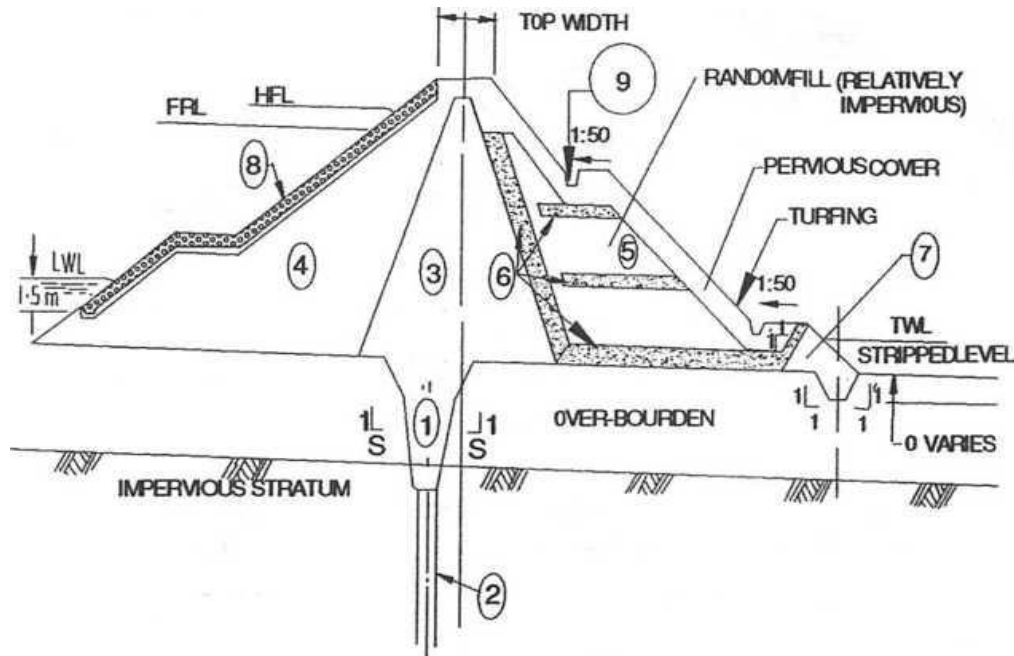 TOP WIDTH
9
RANDOMFILL (RELATIVELY
IMPERVIOUS)
HFL
FRL
1:50
8
PERVIOUS COVER
TURFING
LWL
1.5m
4
3
6
5
7
1:50
TWL
STRIPPEDLEVEL
1
1
1
1
1
1
1
1
S
1
1
S
OVER-BOURDEN
0 VARIES
IMPERVIOUS STRATUM
2